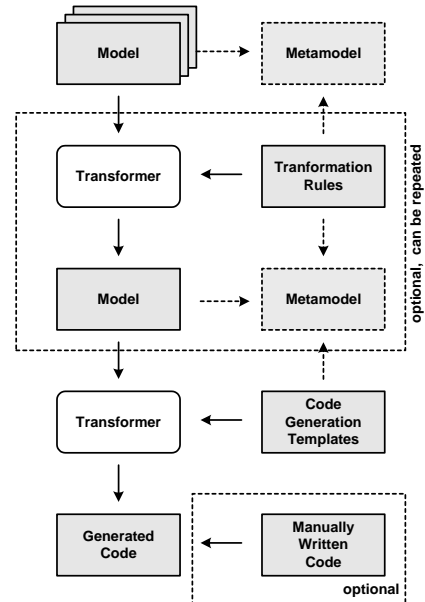 Model
Metamodel
Transformer
Tranformation
Rules
optional, can be repeated
Model
Metamodel
Transformer
Code
Generation
Templates
Generated
Code
Manually
Written
Code
optional